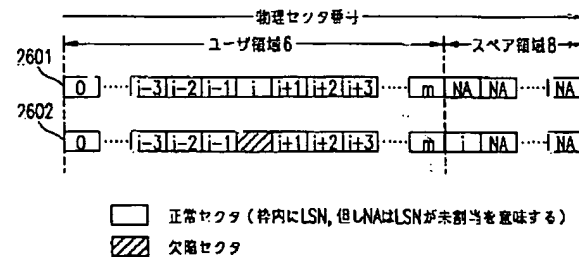 物理セクタ番号
ユーザ領域6 スペア領域8
2601
0 ····· i-3 i-2 i-1 i i+1 i+2 i+3 ····· m NA NA ····· NA
2602
0 ····· i-3 i-2 i-1 i+1 i+2 i+3 ····· m i NA ····· NA
正常セクタ(枠内にLSN, 但しNAはLSNが未割当を意味する)
欠陥セクタ